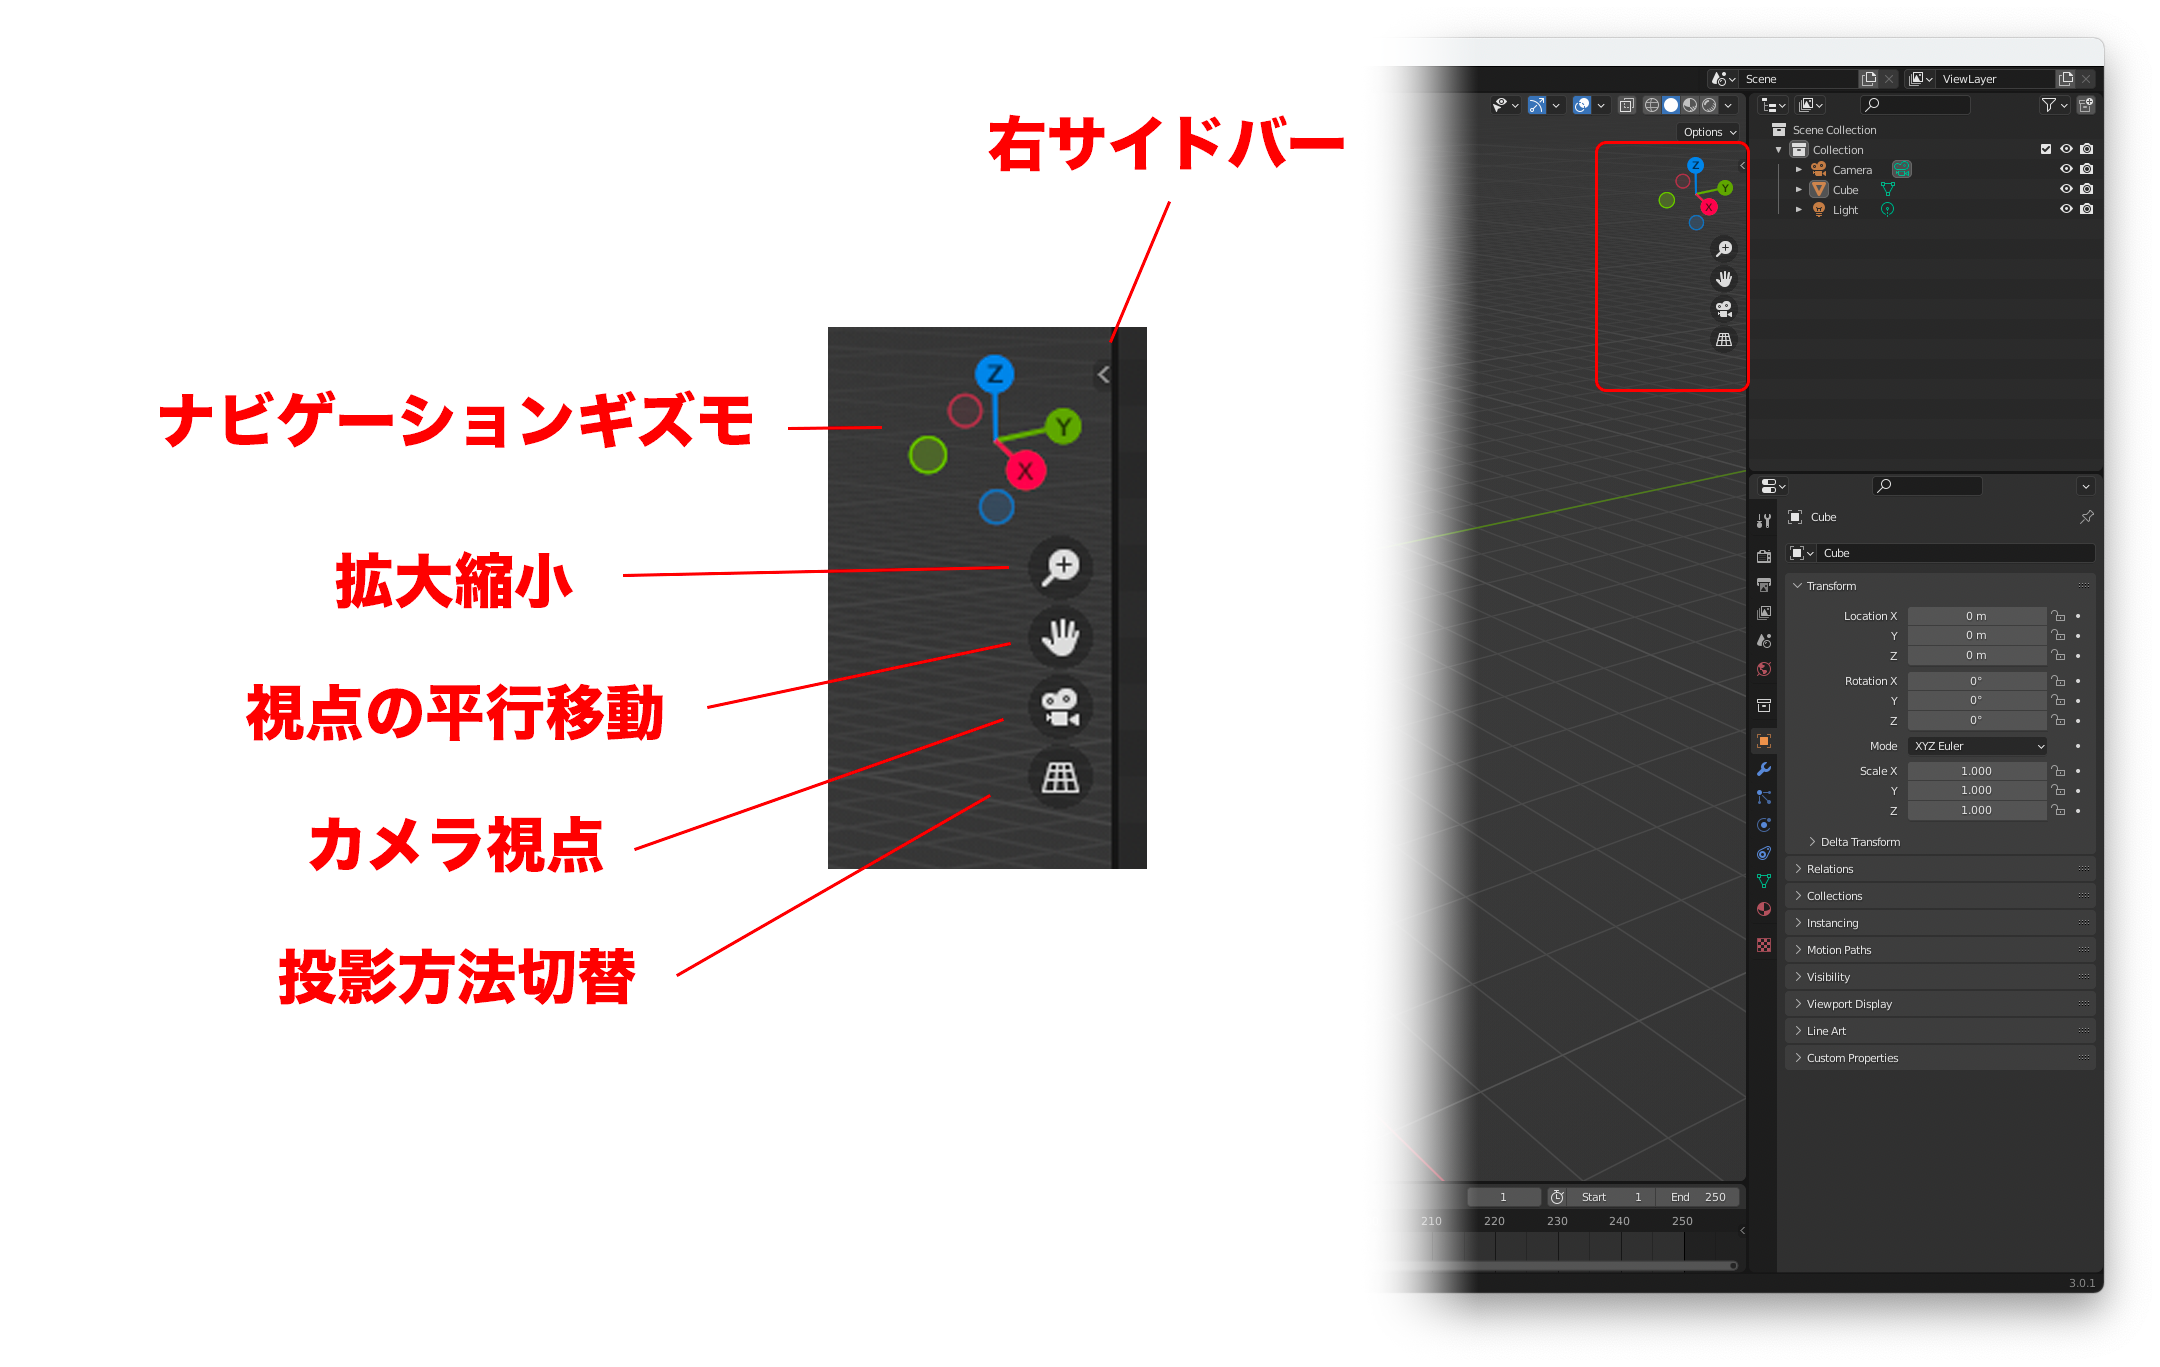 右サイドバー
ナビゲーションギズモ
拡大縮小
視点の平行移動
カメラ視点
投影方法切替
Z
Y
X
Scene
ViewLayer
Options
Z
Y
X
Scene Collection
Collection
Camera
Cube
Light
Cube
Cube
Transform
Location X 0 m
Y 0 m
Z 0 m
Rotation X 0°
Y 0°
Z 0°
Mode XYZ Euler
Scale X 1.000
Y 1.000
Z 1.000
Delta Transform
Relations
Collections
Instancing
Motion Paths
Visibility
Viewport Display
Line Art
Custom Properties
1 Start 1 End 250
210 220 230 240 250
3.0.1